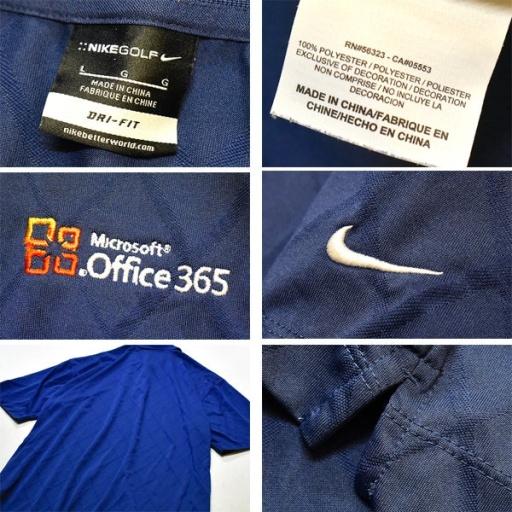 ::NIKEGOLF
L G G
MADE IN CHINA
FABRIQUE EN CHINE
DRI-FIT
nikebetterworld.com
RN#56323 - CA#05553
100% POLYESTER / POLYESTER / POLIESTER
EXCLUSIVE OF DECORATION / DECORATION
NON COMPRISE / NO INCLUYE LA
DECORACION
MADE IN CHINA/FABRIQUE EN
CHINE/HECHO EN CHINA
Microsoft®
Office 365